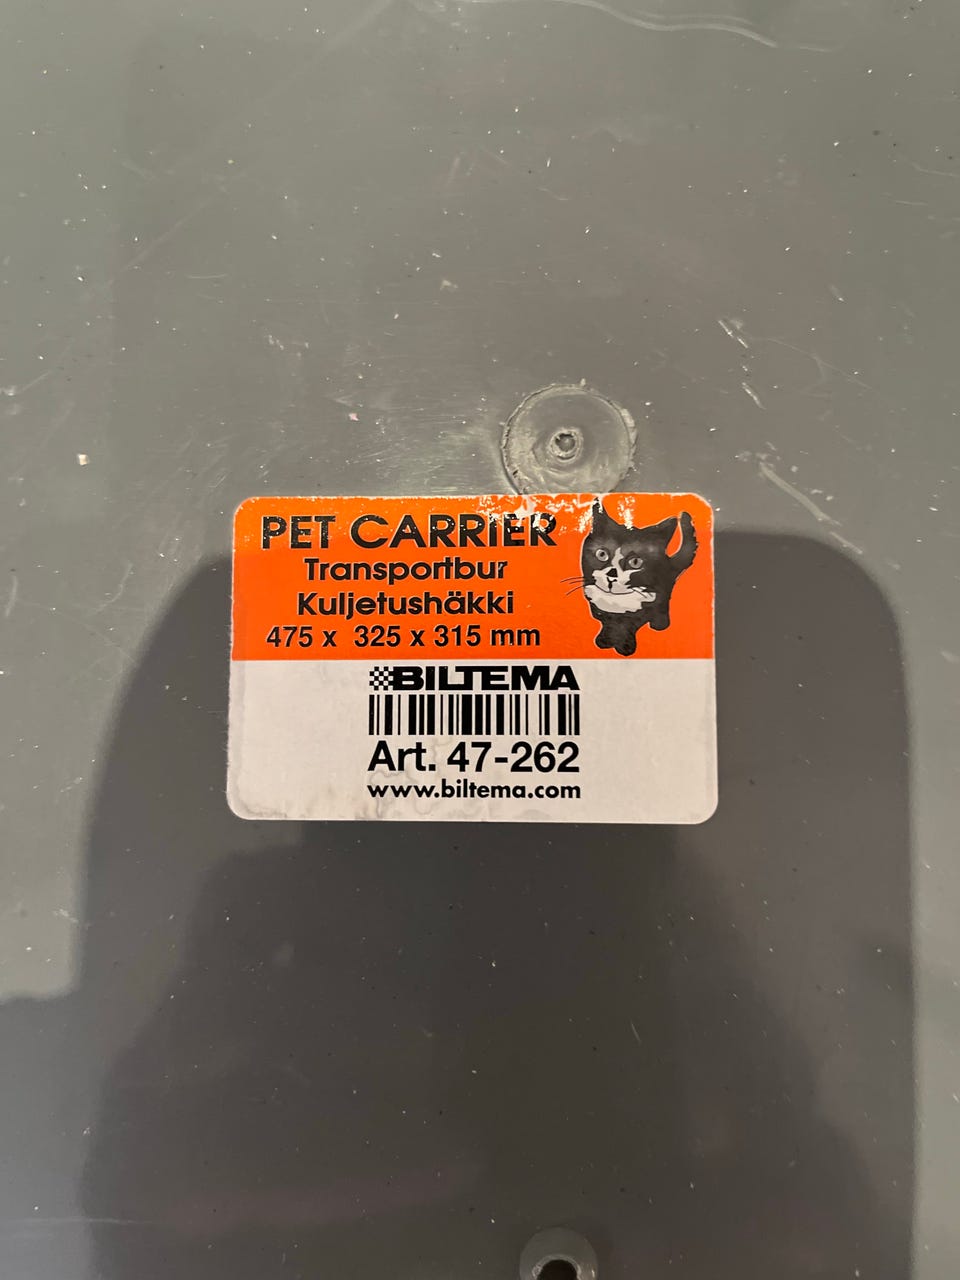 PET CARRIER
Transportbur
Kuljetushäkki
475 x 325 x 315 mm
BILTEMA
Art. 47-262
www.biltema.com